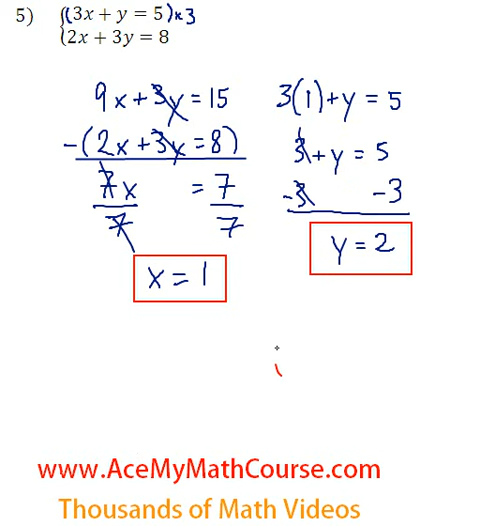 5) {(3x + y = 5)×3
{2x + 3y = 8
9x + 3y = 15
-(2x + 3y = 8)
7x = 7
7 7
x = 1
3(1) + y = 5
3 + y = 5
-3 -3
y = 2
(
www.AceMyMathCourse.com
Thousands of Math Videos